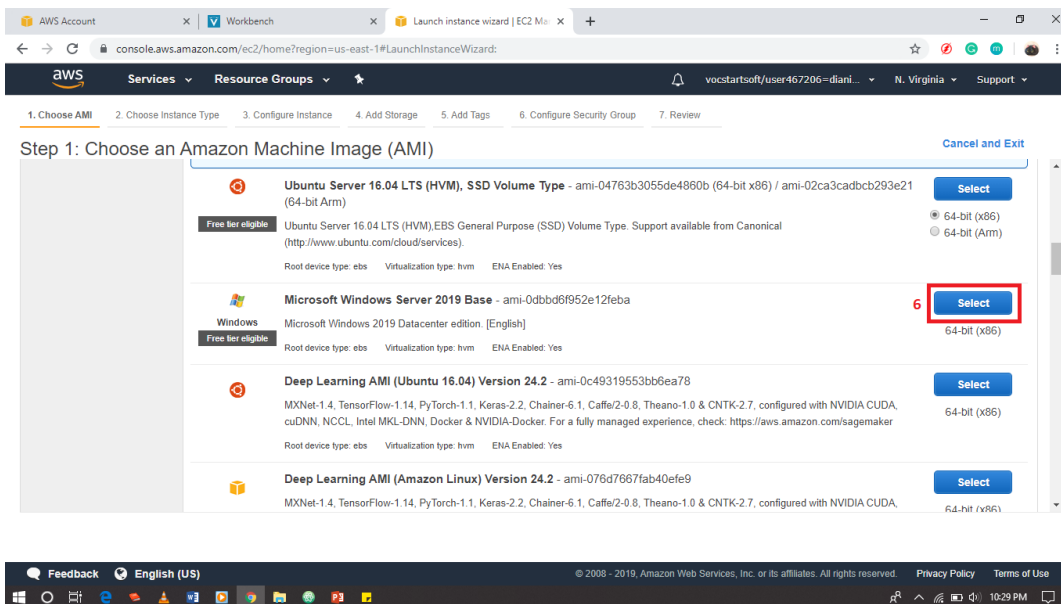 AWS Account
Workbench
Launch instance wizard | EC2 Ma
console.aws.amazon.com/ec2/home?region=us-east-1#LaunchInstanceWizard:
aws Services Resource Groups vocstartsoft/user467206=diani... N. Virginia Support
1. Choose AMI 2. Choose Instance Type 3. Configure Instance 4. Add Storage 5. Add Tags 6. Configure Security Group 7. Review
Step 1: Choose an Amazon Machine Image (AMI)
Cancel and Exit
Ubuntu Server 16.04 LTS (HVM), SSD Volume Type - ami-04763b3055de4860b (64-bit x86) / ami-02ca3cadbcb293e21
(64-bit Arm)
Free tier eligible
Ubuntu Server 16.04 LTS (HVM),EBS General Purpose (SSD) Volume Type. Support available from Canonical
(http://www.ubuntu.com/cloud/services).
Root device type: ebs Virtualization type: hvm ENA Enabled: Yes
Select
64-bit (x86)
64-bit (Arm)
Microsoft Windows Server 2019 Base - ami-0dbbd6f952e12feba
Windows
Free tier eligible
Microsoft Windows 2019 Datacenter edition. [English]
Root device type: ebs Virtualization type: hvm ENA Enabled: Yes
6
Select
64-bit (x86)
Deep Learning AMI (Ubuntu 16.04) Version 24.2 - ami-0c49319553bb6ea78
MXNet-1.4, TensorFlow-1.14, PyTorch-1.1, Keras-2.2, Chainer-6.1, Caffe/2-0.8, Theano-1.0 & CNTK-2.7, configured with NVIDIA CUDA,
cuDNN, NCCL, Intel MKL-DNN, Docker & NVIDIA-Docker. For a fully managed experience, check: https://aws.amazon.com/sagemaker
Root device type: ebs Virtualization type: hvm ENA Enabled: Yes
Select
64-bit (x86)
Deep Learning AMI (Amazon Linux) Version 24.2 - ami-076d7667fab40efe9
MXNet-1.4, TensorFlow-1.14, PyTorch-1.1, Keras-2.2, Chainer-6.1, Caffe/2-0.8, Theano-1.0 & CNTK-2.7, configured with NVIDIA CUDA,
Select
64-bit (x86)
Feedback English (US) © 2008 - 2019, Amazon Web Services, Inc. or its affiliates. All rights reserved. Privacy Policy Terms of Use
10:29 PM